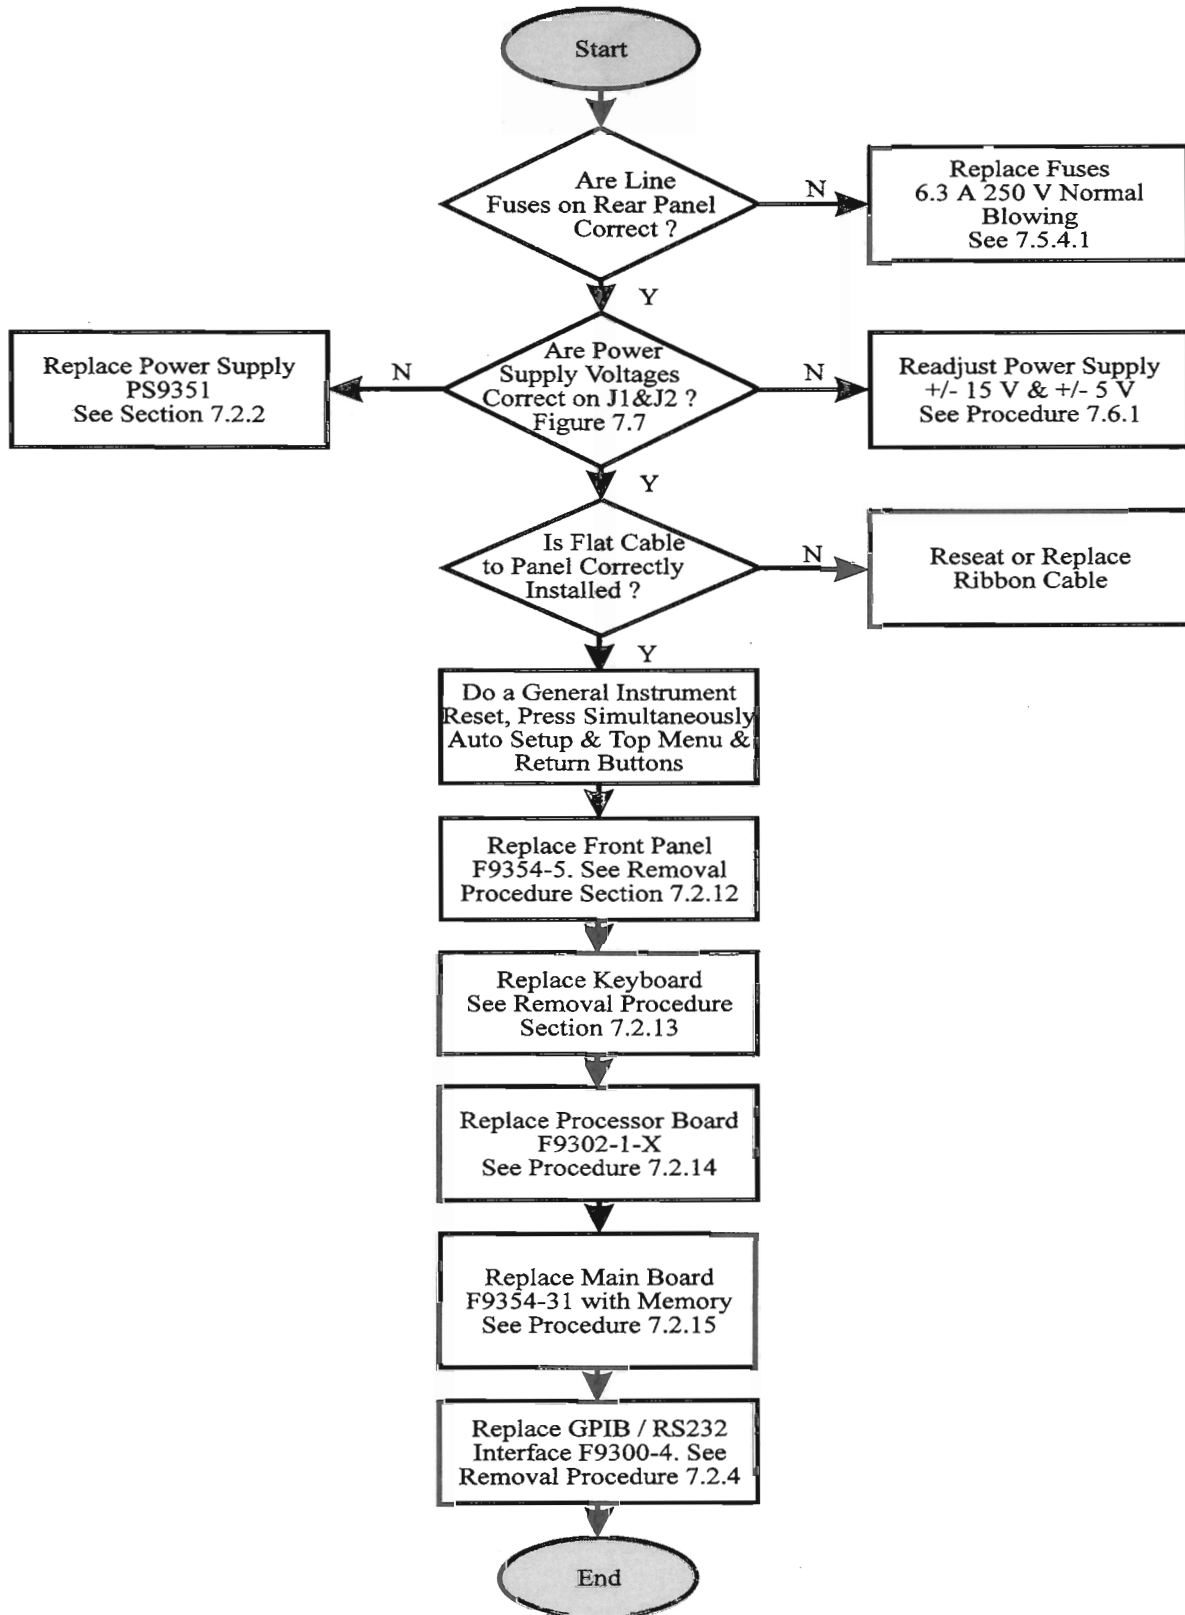 Start
Are Line
Fuses on Rear Panel
Correct ?
N
Replace Fuses
6.3 A 250 V Normal
Blowing
See 7.5.4.1
Y
Replace Power Supply
PS9351
See Section 7.2.2
N
Are Power
Supply Voltages
Correct on J1&J2 ?
Figure 7.7
N
Readjust Power Supply
+/- 15 V & +/- 5 V
See Procedure 7.6.1
Y
Is Flat Cable
to Panel Correctly
Installed ?
N
Reseat or Replace
Ribbon Cable
Y
Do a General Instrument
Reset, Press Simultaneously
Auto Setup & Top Menu &
Return Buttons
Replace Front Panel
F9354-5. See Removal
Procedure Section 7.2.12
Replace Keyboard
See Removal Procedure
Section 7.2.13
Replace Processor Board
F9302-1-X
See Procedure 7.2.14
Replace Main Board
F9354-31 with Memory
See Procedure 7.2.15
Replace GPIB / RS232
Interface F9300-4. See
Removal Procedure 7.2.4
End